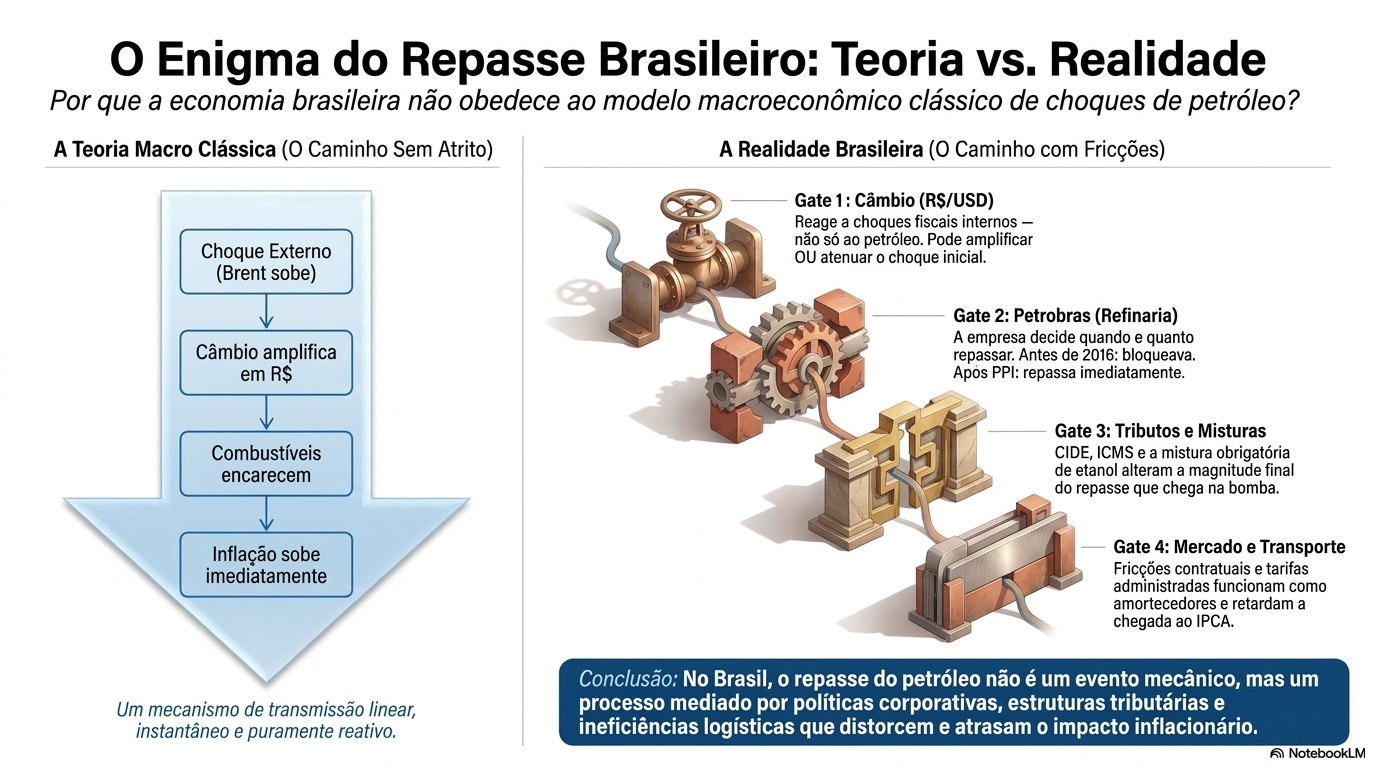 O Enigma do Repasse Brasileiro: Teoria vs. Realidade
Por que a economia brasileira não obedece ao modelo macroeconômico clássico de choques de petróleo?
A Teoria Macro Clássica (O Caminho Sem Atrito)
Choque Externo
(Brent sobe)
Câmbio amplifica
em R$
Combustíveis
encarecem
Inflação sobe
imediatamente
Um mecanismo de transmissão linear,
instantâneo e puramente reativo.
A Realidade Brasileira (O Caminho com Fricções)
Gate 1: Câmbio (R$/USD)
Reage a choques fiscais internos —
não só ao petróleo. Pode amplificar
OU atenuar o choque inicial.
Gate 2: Petrobras (Refinaria)
A empresa decide quando e quanto
repassar. Antes de 2016: bloqueava.
Após PPI: repassa imediatamente.
Gate 3: Tributos e Misturas
CIDE, ICMS e a mistura obrigatória
de etanol alteram a magnitude final
do repasse que chega na bomba.
Gate 4: Mercado e Transporte
Fricções contratuais e tarifas
administradas funcionam como
amortecedores e retardam a
chegada ao IPCA.
Conclusão: No Brasil, o repasse do petróleo não é um evento mecânico, mas um
processo mediado por políticas corporativas, estruturas tributárias e
ineficiências logísticas que distorcem e atrasam o impacto inflacionário.
NotebookLM